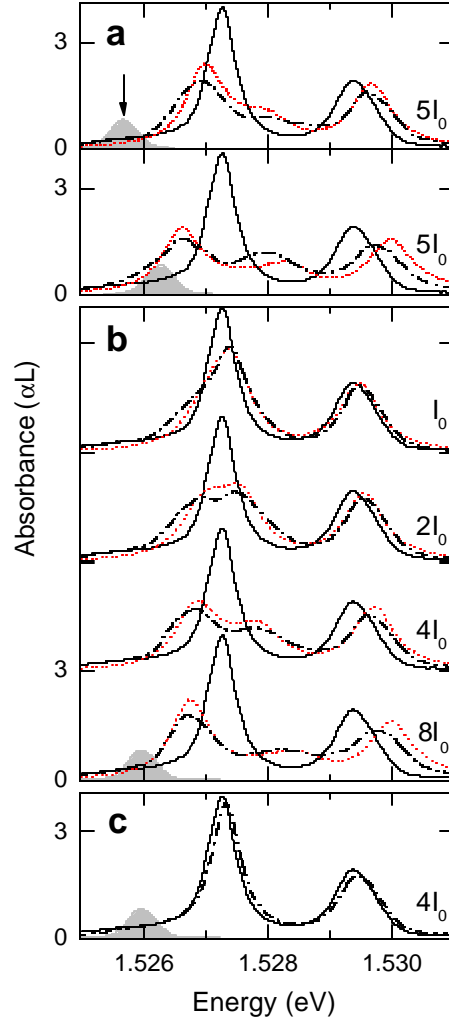 a
3
5I₀
0
3
5I₀
0
b
I₀
2I₀
4I₀
3
8I₀
0
c
3
4I₀
0
1.526
1.528
1.530
Energy (eV)
Absorbance (αL)